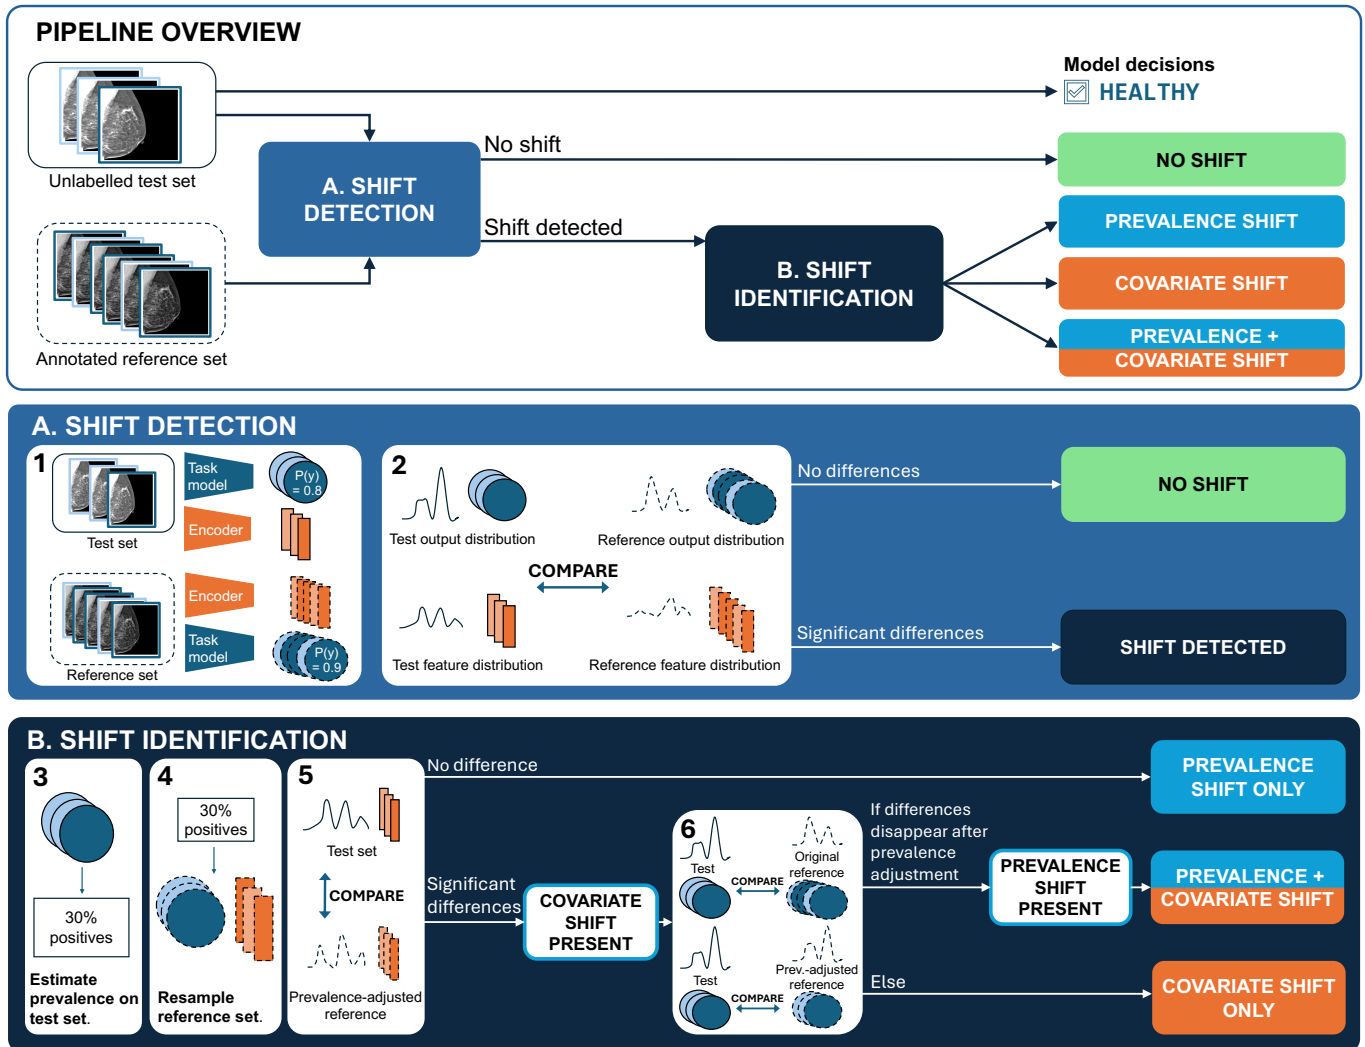 PIPELINE OVERVIEW
Unlabelled test set
Annotated reference set
A. SHIFT
DETECTION
No shift
Shift detected
B. SHIFT
IDENTIFICATION
Model decisions
HEALTHY
NO SHIFT
PREVALENCE SHIFT
COVARIATE SHIFT
PREVALENCE +
COVARIATE SHIFT
A. SHIFT DETECTION
1
Test set
Task
model
P(y)
= 0.8
Encoder
Reference set
Encoder
Task
model
P(y)
= 0.9
2
Test output distribution
Reference output distribution
COMPARE
Test feature distribution
Reference feature distribution
No differences
NO SHIFT
Significant differences
SHIFT DETECTED
B. SHIFT IDENTIFICATION
3
30%
positives
Estimate
prevalence on
test set.
4
30%
positives
Resample
reference set.
5
Test set
COMPARE
Prevalence-adjusted
reference
No difference
PREVALENCE
SHIFT ONLY
Significant
differences
COVARIATE
SHIFT
PRESENT
6
Test
COMPARE
Original
reference
Test
COMPARE
Prev.-adjusted
reference
If differences
disappear after
prevalence
adjustment
PREVALENCE
SHIFT
PRESENT
PREVALENCE +
COVARIATE SHIFT
Else
COVARIATE SHIFT
ONLY